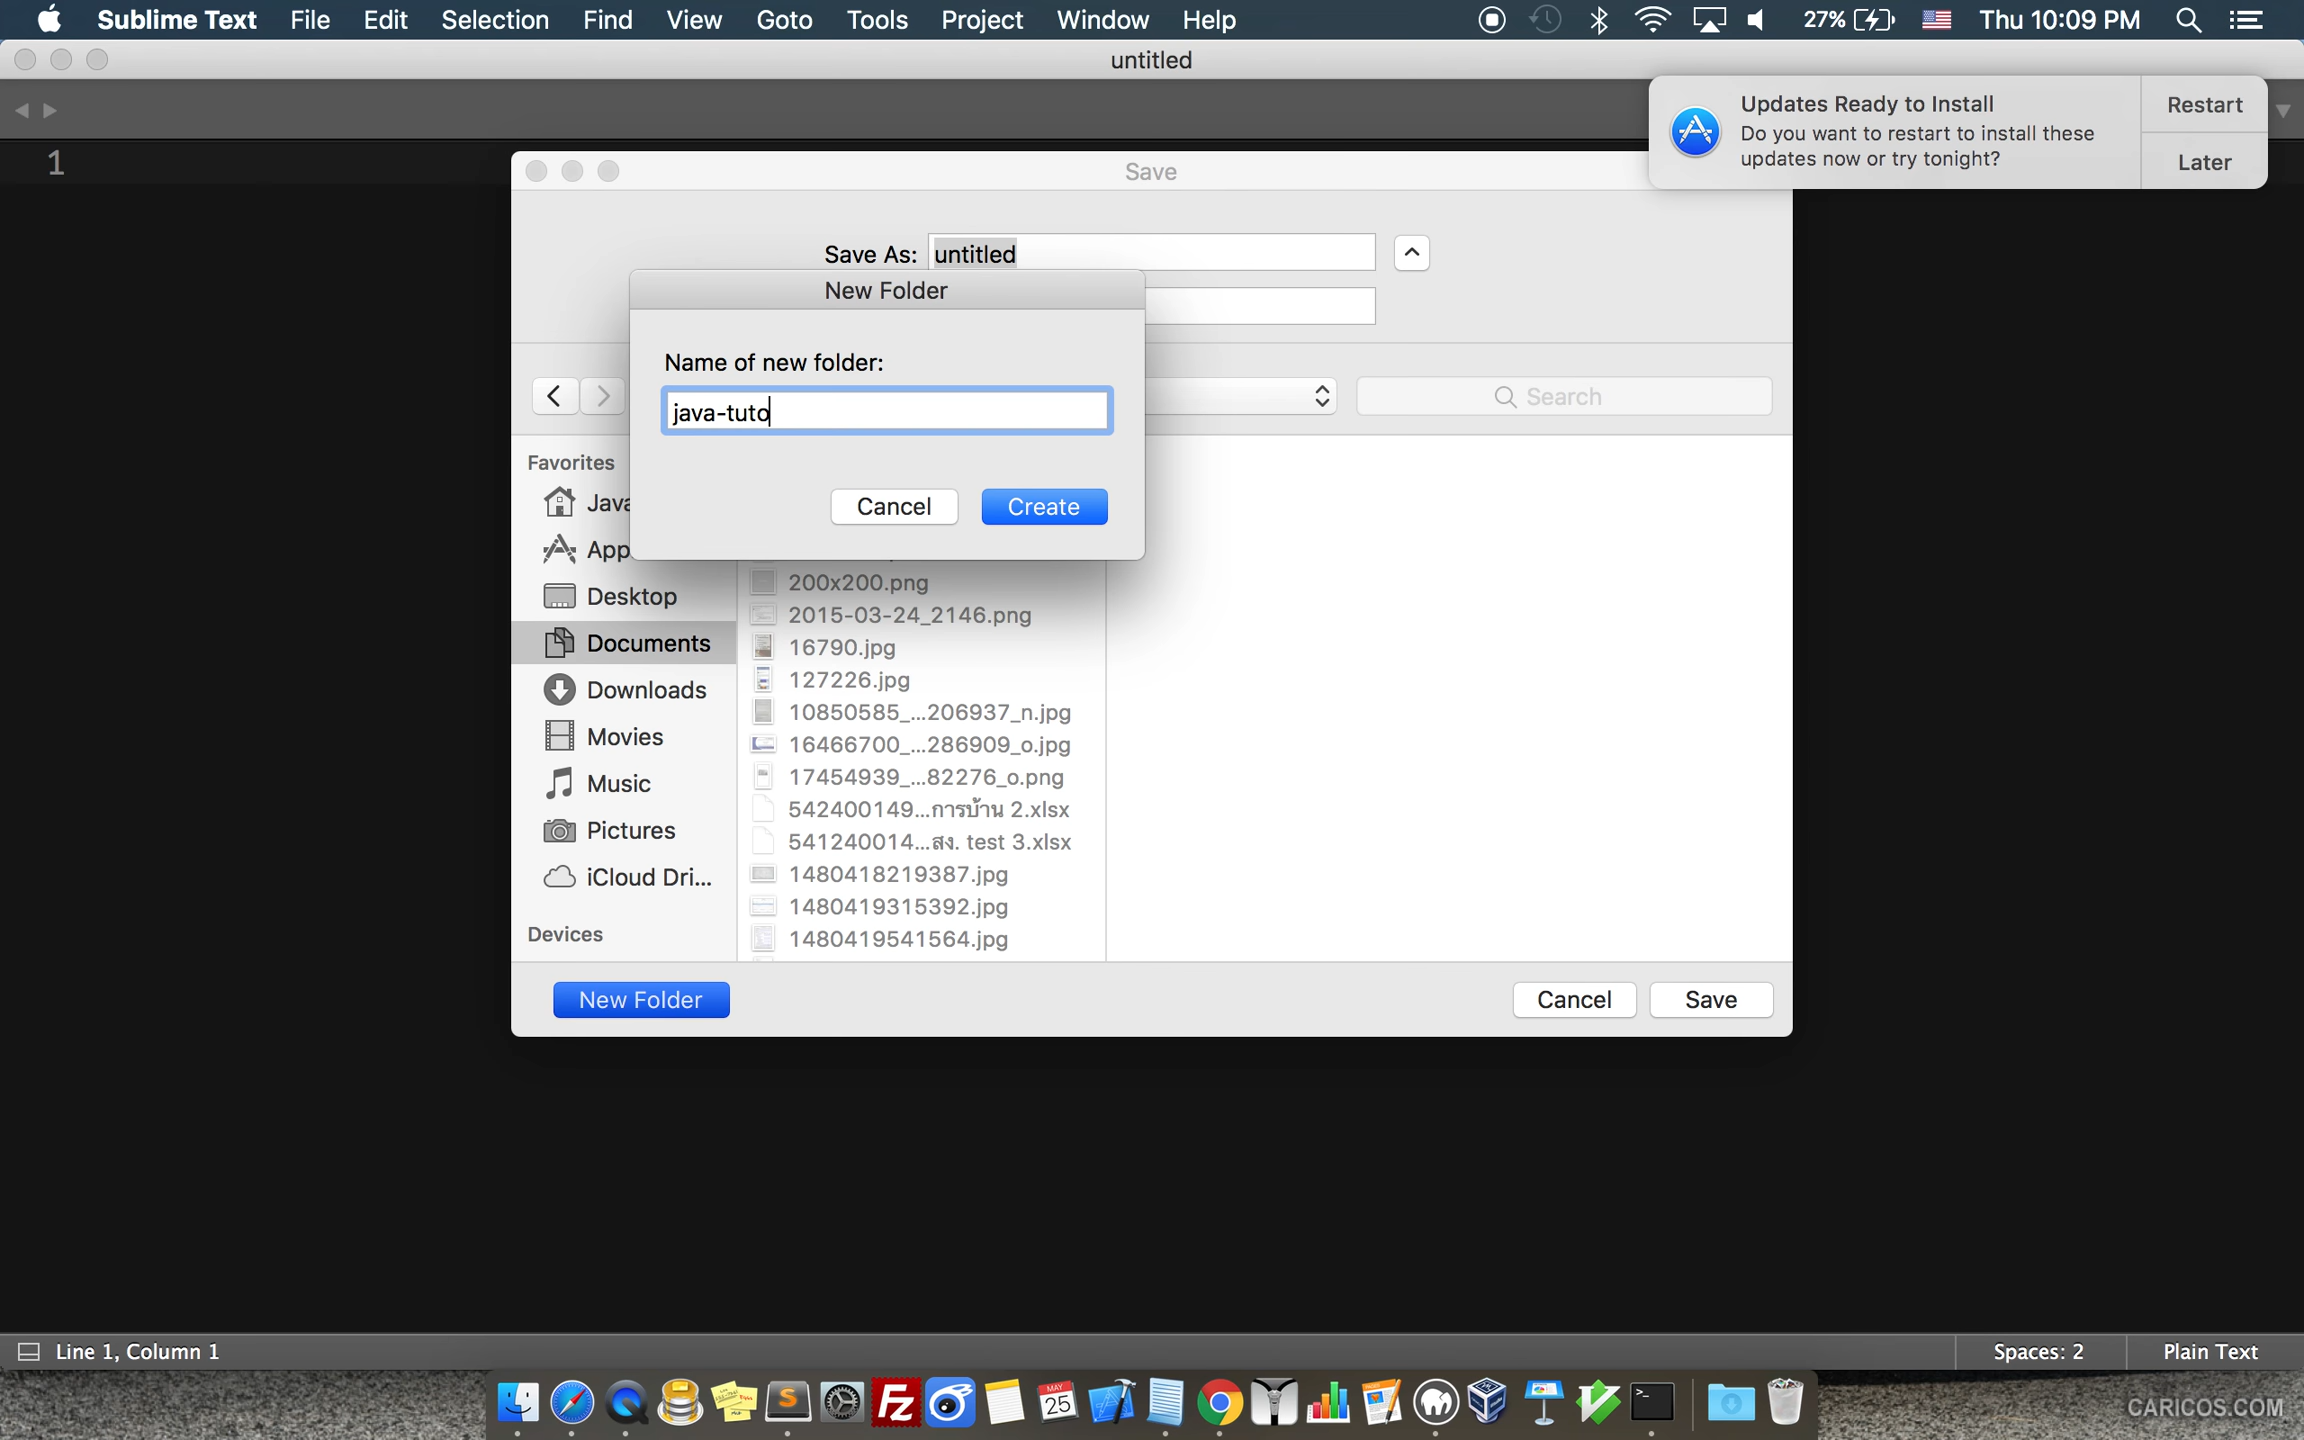 Sublime Text File Edit Selection Find View Goto Tools Project Window Help 27% Thu 10:09 PM
untitled
Updates Ready to Install
Do you want to restart to install these
updates now or try tonight?
Restart
Later
1
Save
Save As: untitled
New Folder
Name of new folder:
java-tuto
Cancel Create
Search
Favorites
Java
App
Desktop
Documents
Downloads
Movies
Music
Pictures
iCloud Dri...
Devices
200x200.png
2015-03-24_2146.png
16790.jpg
127226.jpg
10850585_...206937_n.jpg
16466700_...286909_o.jpg
17454939_...82276_o.png
542400149...การบ้าน 2.xlsx
541240014...สง. test 3.xlsx
1480418219387.jpg
1480419315392.jpg
1480419541564.jpg
New Folder
Cancel Save
Line 1, Column 1
Spaces: 2 Plain Text
MAY
25
CARICOS.COM